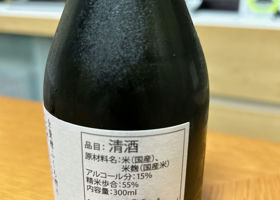 品目：清酒
原材料名：米（国産）、
米麹（国産米）
アルコール分：15％
精米歩合：55％
内容量：300ml